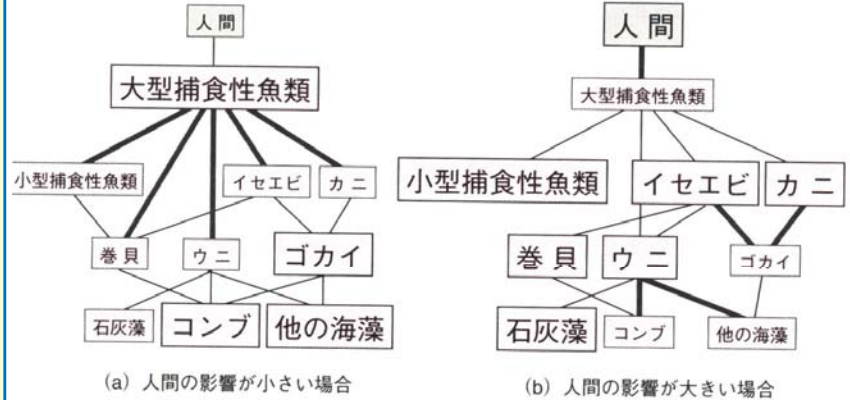 人間
大型捕食性魚類
小型捕食性魚類
イセエビ
カニ
巻貝
ウニ
ゴカイ
石灰藻
コンブ
他の海藻
(a) 人間の影響が小さい場合
人間
大型捕食性魚類
小型捕食性魚類
イセエビ
カニ
巻貝
ウニ
ゴカイ
石灰藻
コンブ
他の海藻
(b) 人間の影響が大きい場合